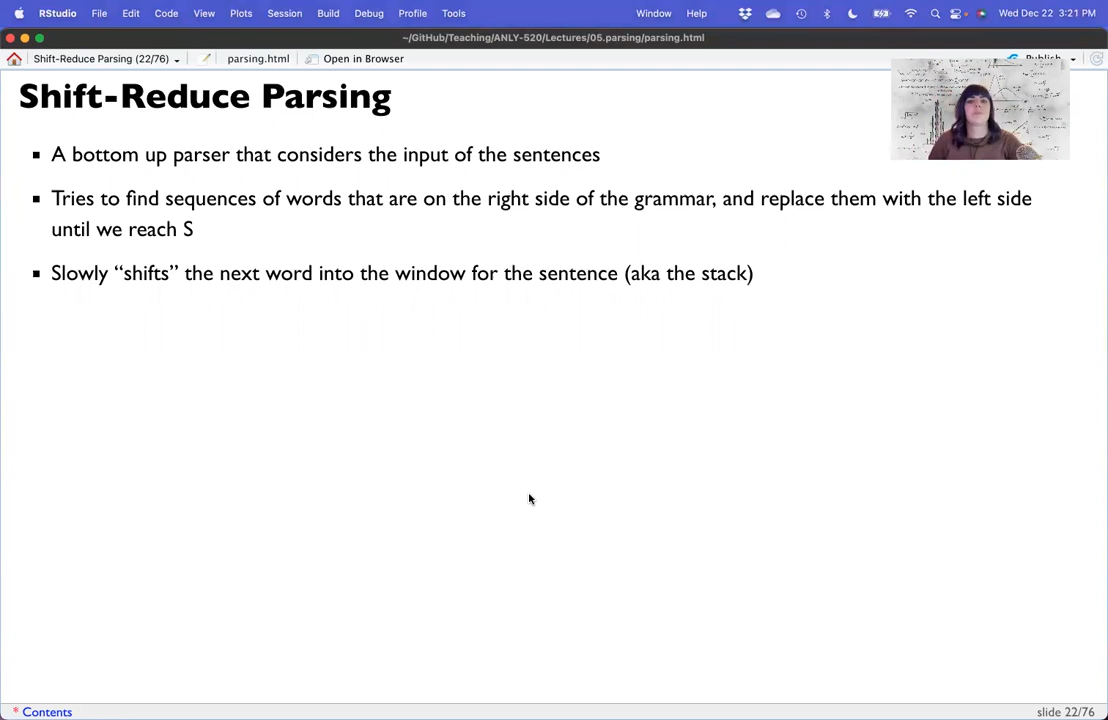 RStudio File Edit Code View Plots Session Build Debug Profile Tools Window Help Wed Dec 22 3:21 PM
~/GitHub/Teaching/ANLY-520/Lectures/05.parsing/parsing.html
Shift-Reduce Parsing (22/76) parsing.html Open in Browser Publish
Shift-Reduce Parsing
A bottom up parser that considers the input of the sentences
Tries to find sequences of words that are on the right side of the grammar, and replace them with the left side
until we reach S
Slowly “shifts” the next word into the window for the sentence (aka the stack)
* Contents slide 22/76